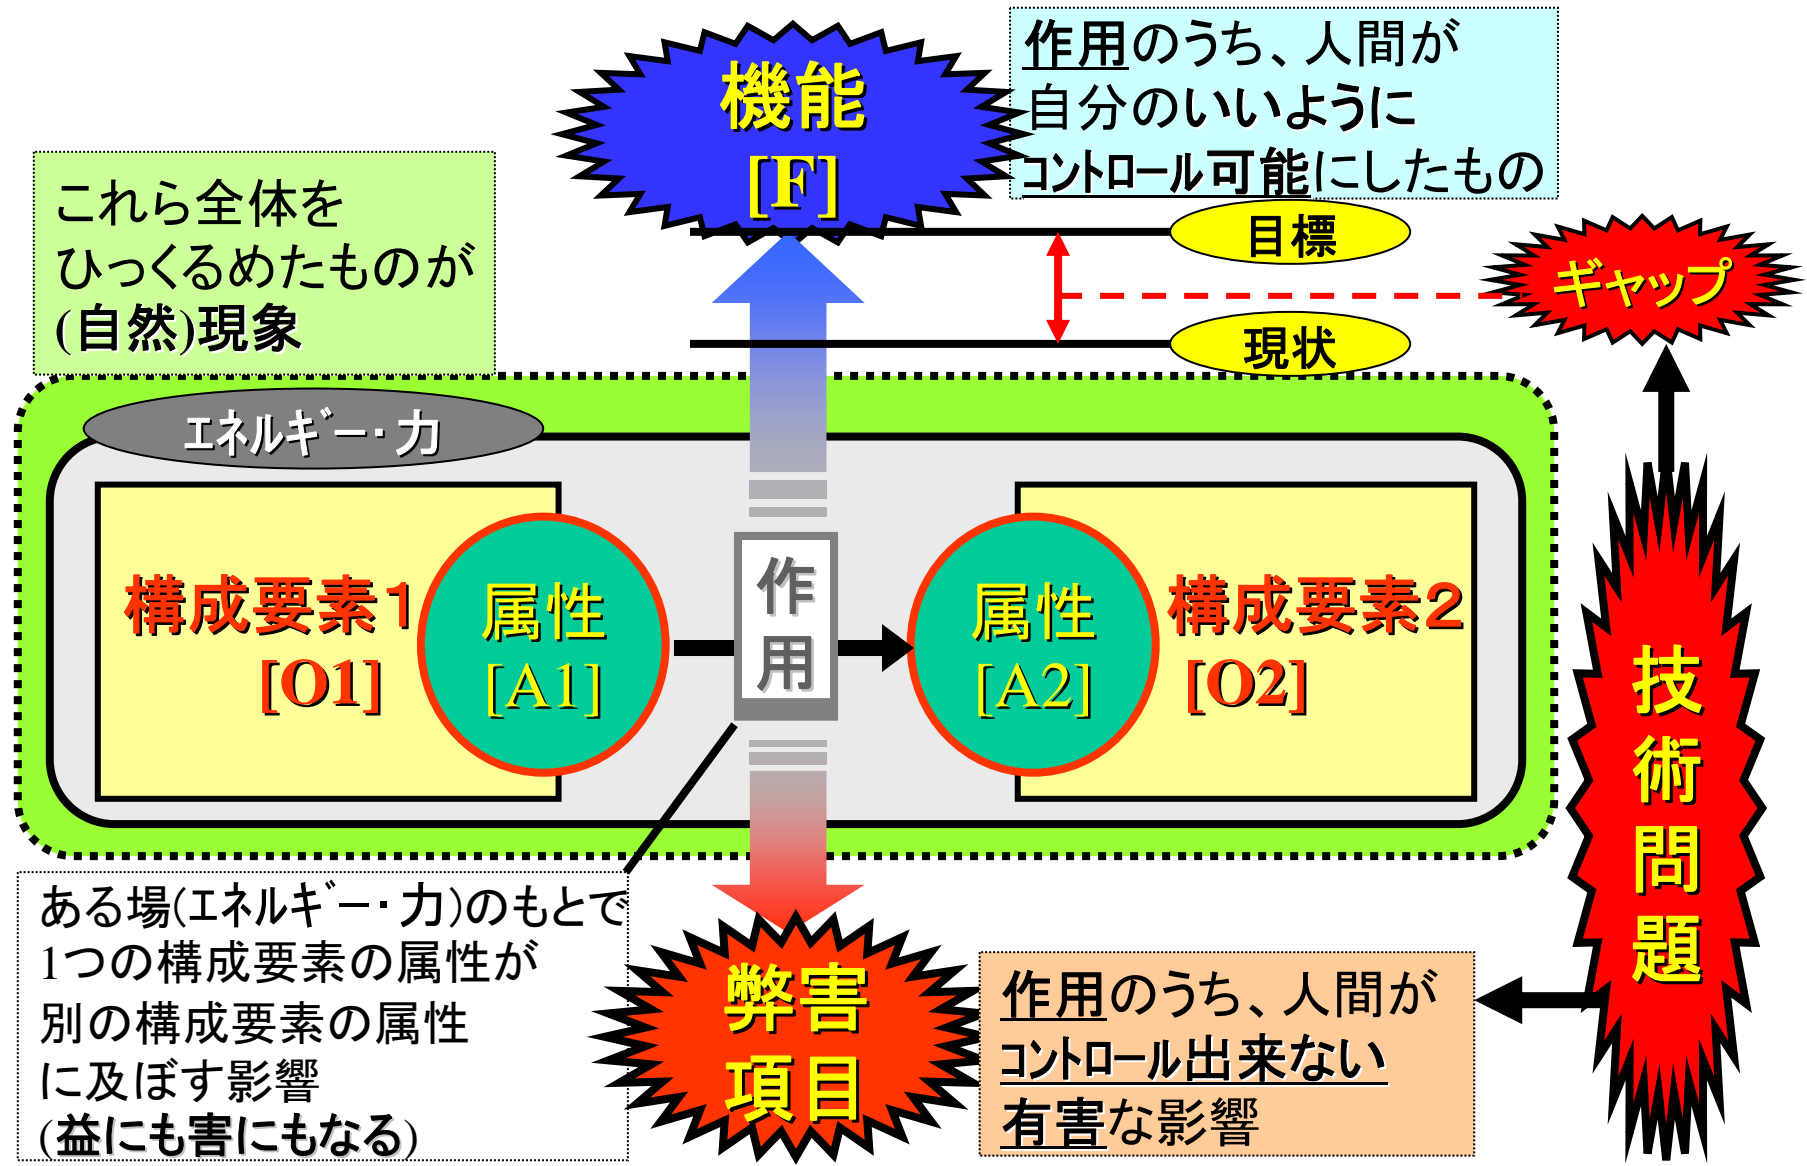 機能
[F]
作用のうち、人間が
自分のいいように
ｺﾝﾄﾛｰﾙ可能にしたもの
これら全体を
ひっくるめたものが
(自然)現象
目標
ギャップ
現状
ｴﾈﾙｷﾞｰ･力
構成要素１
[O1]
属性
[A1]
作
用
属性
[A2]
構成要素２
[O2]
技
術
問
題
ある場(ｴﾈﾙｷﾞｰ･力)のもとで
1つの構成要素の属性が
別の構成要素の属性
に及ぼす影響
(益にも害にもなる)
弊害
項目
作用のうち、人間が
ｺﾝﾄﾛｰﾙ出来ない
有害な影響